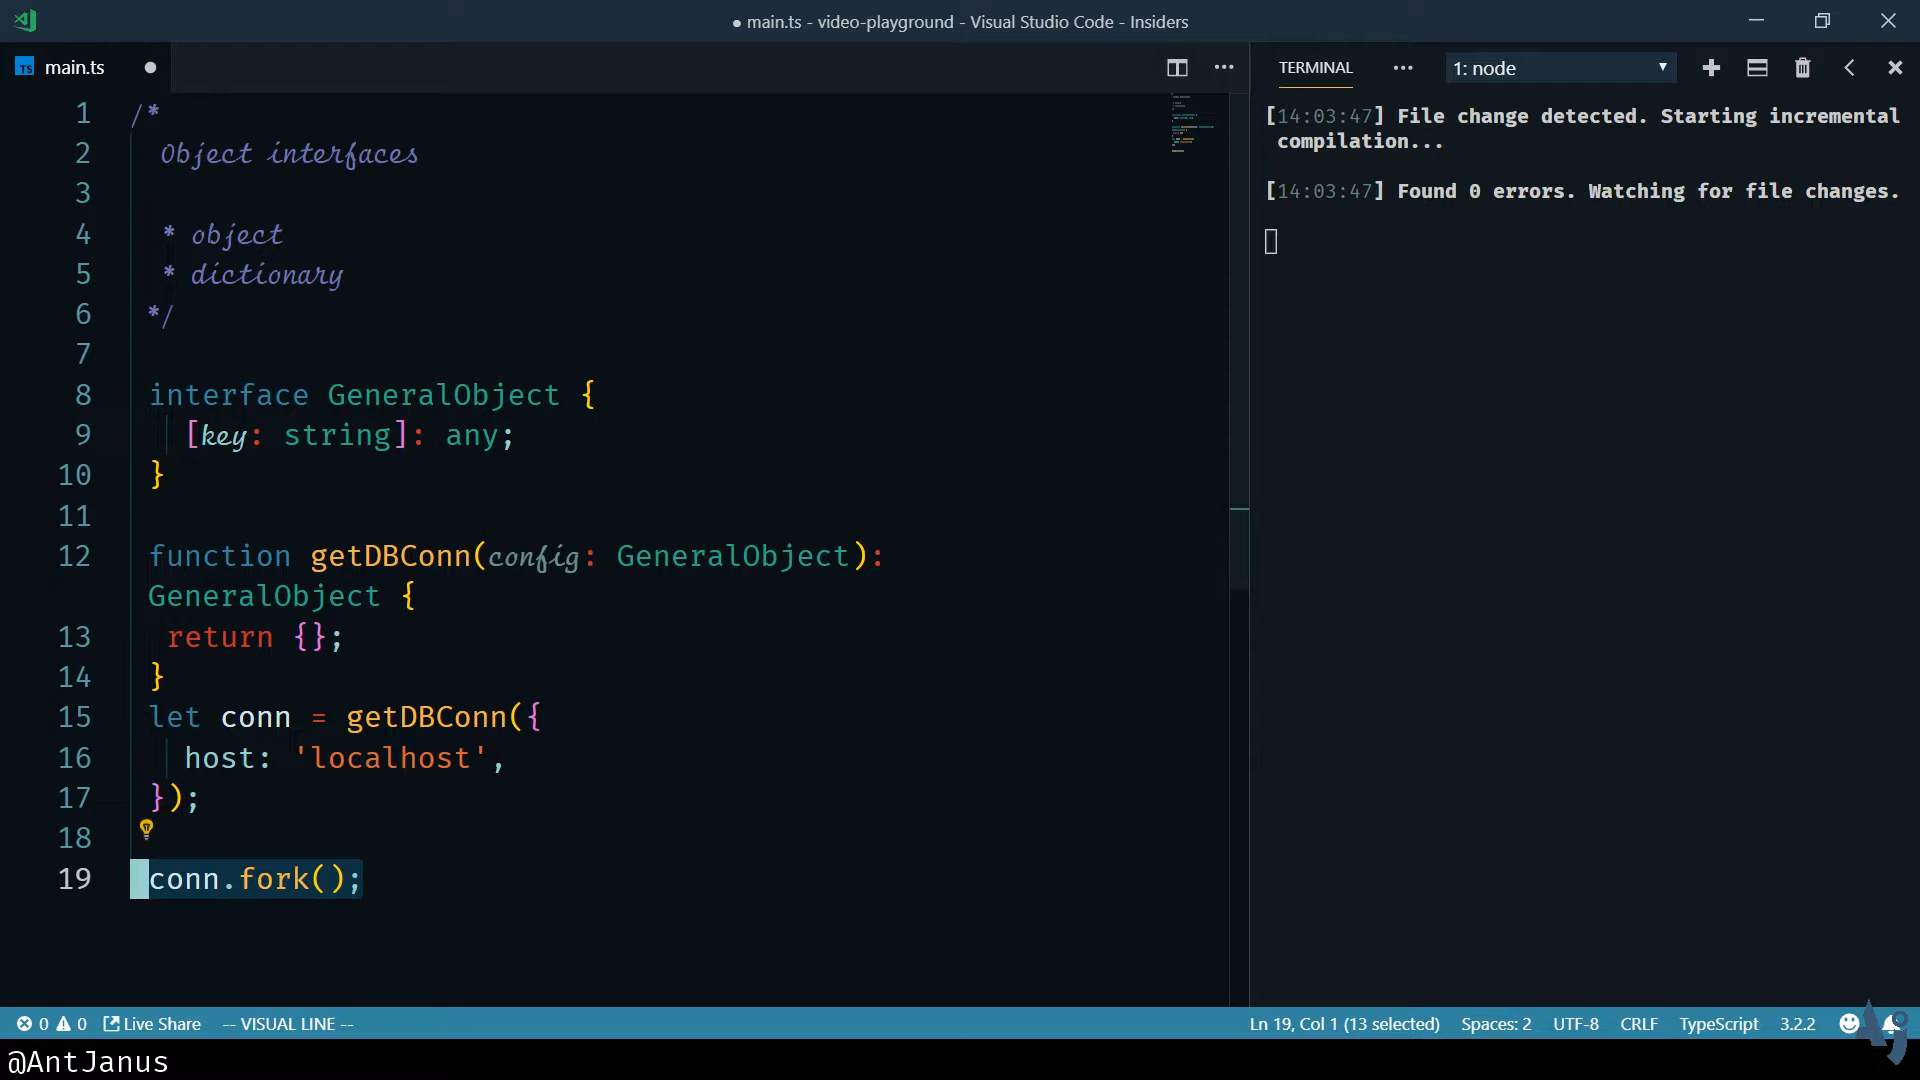 ● main.ts - video-playground - Visual Studio Code - Insiders
TS main.ts ●
1 /*
2 Object interfaces
3
4 * object
5 * dictionary
6 */
7
8 interface GeneralObject {
9 [key: string]: any;
10 }
11
12 function getDBConn(config: GeneralObject):
GeneralObject {
13 return {};
14 }
15 let conn = getDBConn({
16 host: 'localhost',
17 });
18
19 conn.fork();
TERMINAL ··· 1: node
[14:03:47] File change detected. Starting incremental
compilation...
[14:03:47] Found 0 errors. Watching for file changes.
0 0 Live Share -- VISUAL LINE -- Ln 19, Col 1 (13 selected) Spaces: 2 UTF-8 CRLF TypeScript 3.2.2
@AntJanus